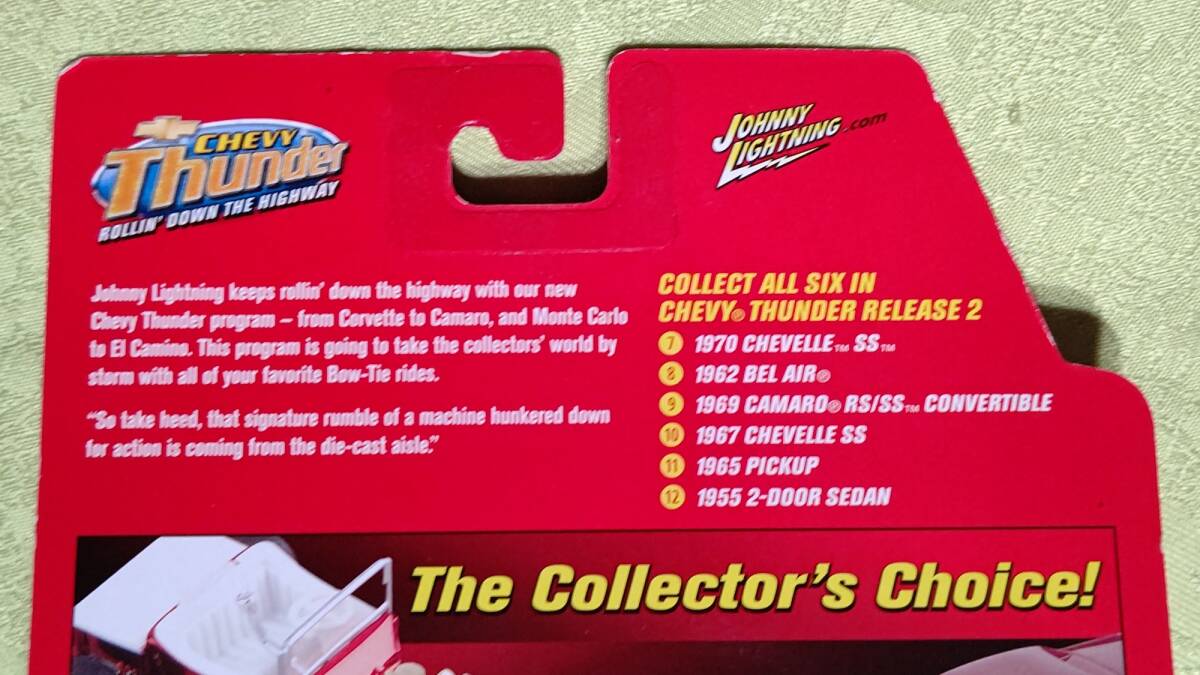 CHEVY
Thunder
ROLLIN' DOWN THE HIGHWAY
JOHNNY
LIGHTNING.com
Johnny Lightning keeps rollin' down the highway with our new
Chevy Thunder program – from Corvette to Camaro, and Monte Carlo
to El Camino. This program is going to take the collectors' world by
storm with all of your favorite Bow-Tie rides.
"So take heed, that signature rumble of a machine hunkered down
for action is coming from the die-cast aisle."
COLLECT ALL SIX IN
CHEVY® THUNDER RELEASE 2
7 1970 CHEVELLE™ SS™
8 1962 BEL AIR®
9 1969 CAMARO® RS/SS™ CONVERTIBLE
10 1967 CHEVELLE SS
11 1965 PICKUP
12 1955 2-DOOR SEDAN
The Collector's Choice!